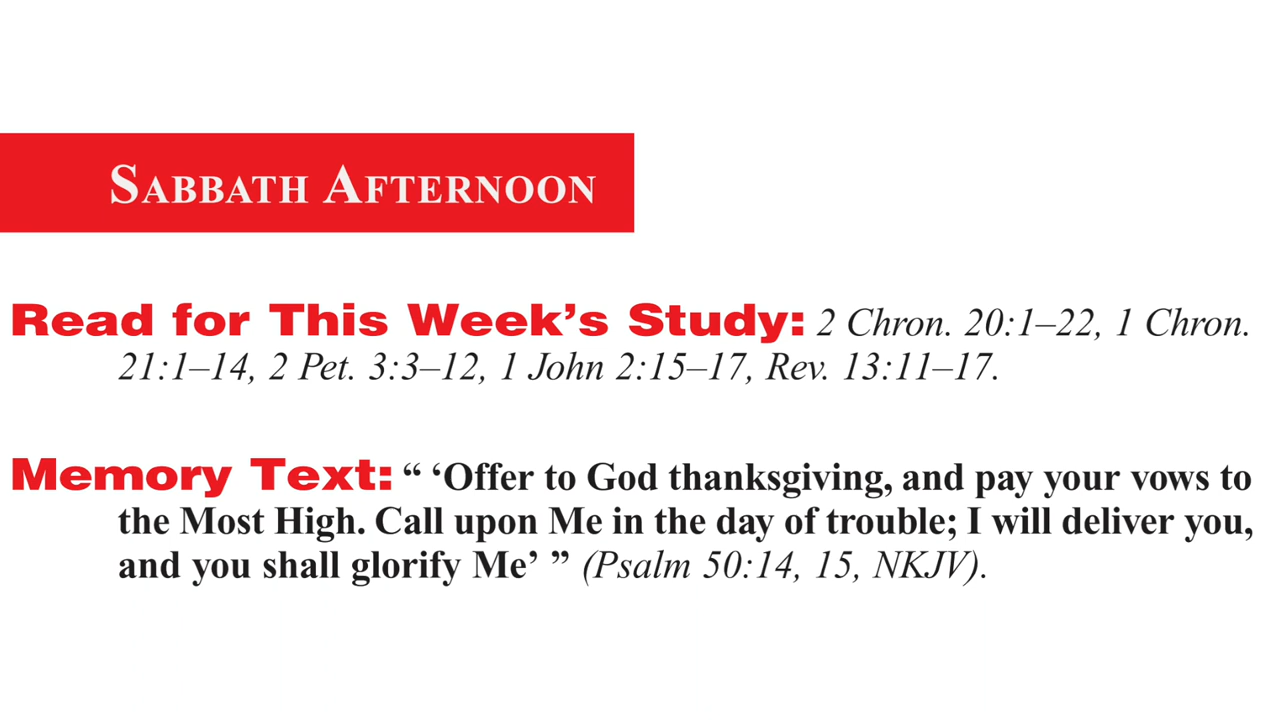 SABBATH AFTERNOON
Read for This Week’s Study: 2 Chron. 20:1–22, 1 Chron.
21:1–14, 2 Pet. 3:3–12, 1 John 2:15–17, Rev. 13:11–17.
Memory Text: “ ‘Offer to God thanksgiving, and pay your vows to
the Most High. Call upon Me in the day of trouble; I will deliver you,
and you shall glorify Me’ ” (Psalm 50:14, 15, NKJV).